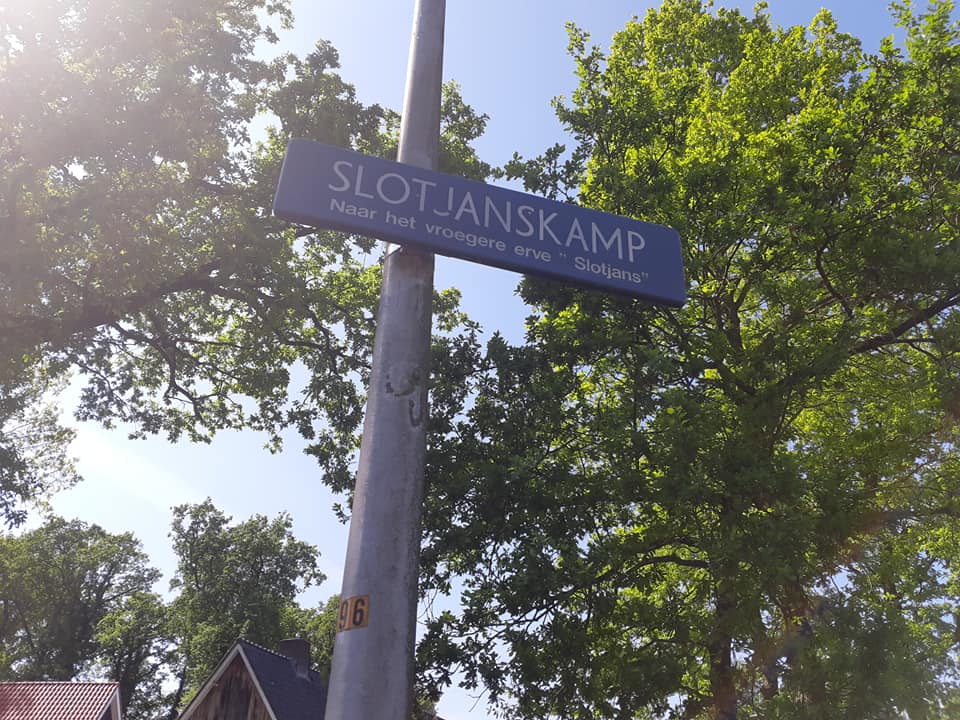 SLOTJANSKAMP
Naar het vroegere erve " Slotjans"
96